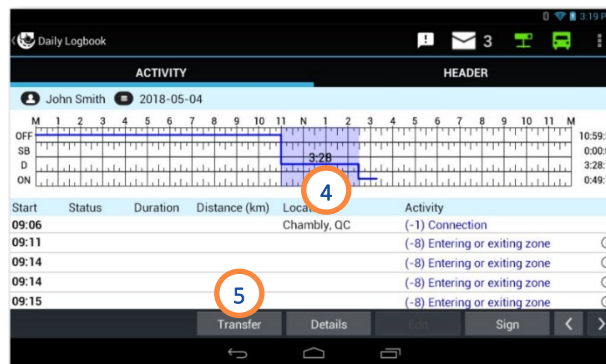 3:19 P
Daily Logbook
3
ACTIVITY HEADER
John Smith 2018-05-04
M 1 2 3 4 5 6 7 8 9 10 11 N 1 2 3 4 5 6 7 8 9 10 11 M
OFF 10:59:
SB 0:00:
D 3:28 3:28:
ON 0:49:
4
Start Status Duration Distance (km) Locat Activity
09:06 Chambly, QC (-1) Connection
09:11 (-8) Entering or exiting zone
09:14 (-8) Entering or exiting zone
09:14 (-8) Entering or exiting zone
09:15 (-8) Entering or exiting zone
5
Transfer Details Edit Sign